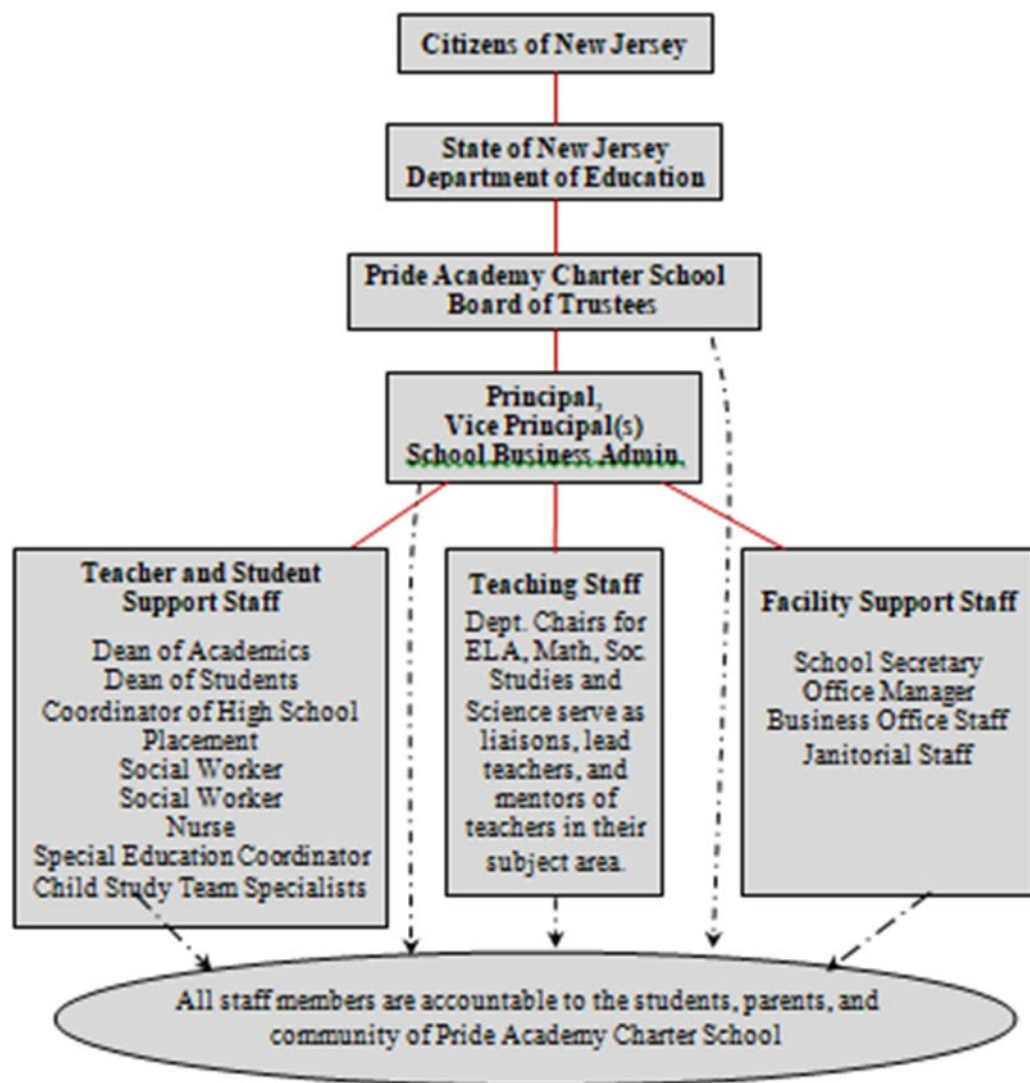 Citizens of New Jersey
State of New Jersey
Department of Education
Pride Academy Charter School
Board of Trustees
Principal,
Vice Principal(s)
School Business Admin.
Teacher and Student
Support Staff
Dean of Academics
Dean of Students
Coordinator of High School
Placement
Social Worker
Social Worker
Nurse
Special Education Coordinator
Child Study Team Specialists
Teaching Staff
Dept. Chairs for
ELA, Math, Soc.
Studies and
Science serve as
liaisons, lead
teachers, and
mentors of
teachers in their
subject area.
Facility Support Staff
School Secretary
Office Manager
Business Office Staff
Janitorial Staff
All staff members are accountable to the students, parents, and
community of Pride Academy Charter School